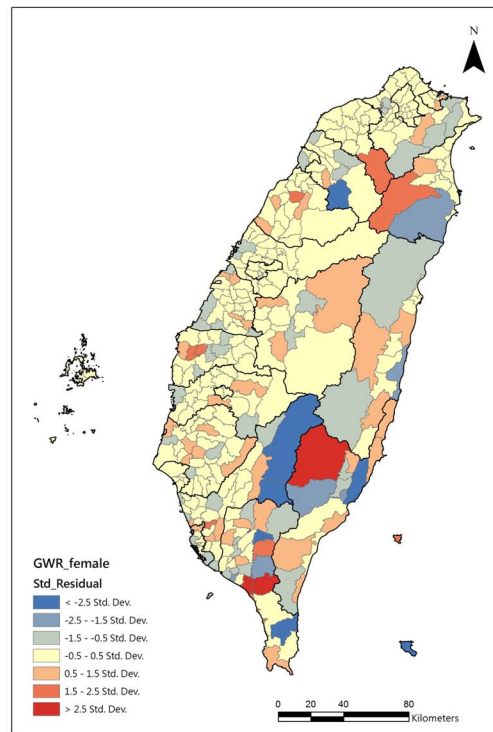 N
GWR_female
Std_Residual
< -2.5 Std. Dev.
-2.5 - -1.5 Std. Dev.
-1.5 - -0.5 Std. Dev.
-0.5 - 0.5 Std. Dev.
0.5 - 1.5 Std. Dev.
1.5 - 2.5 Std. Dev.
> 2.5 Std. Dev.
0 20 40 80
Kilometers